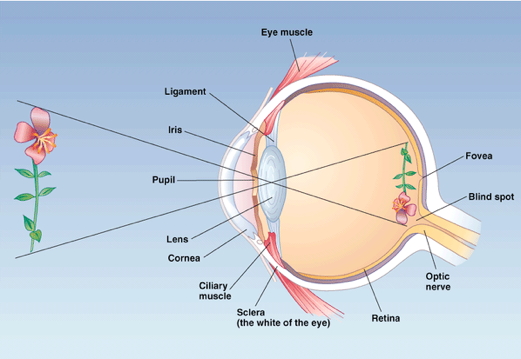 Eye muscle
Ligament
Iris
Pupil
Lens
Cornea
Ciliary
muscle
Sclera
(the white of the eye)
Fovea
Blind spot
Optic
nerve
Retina